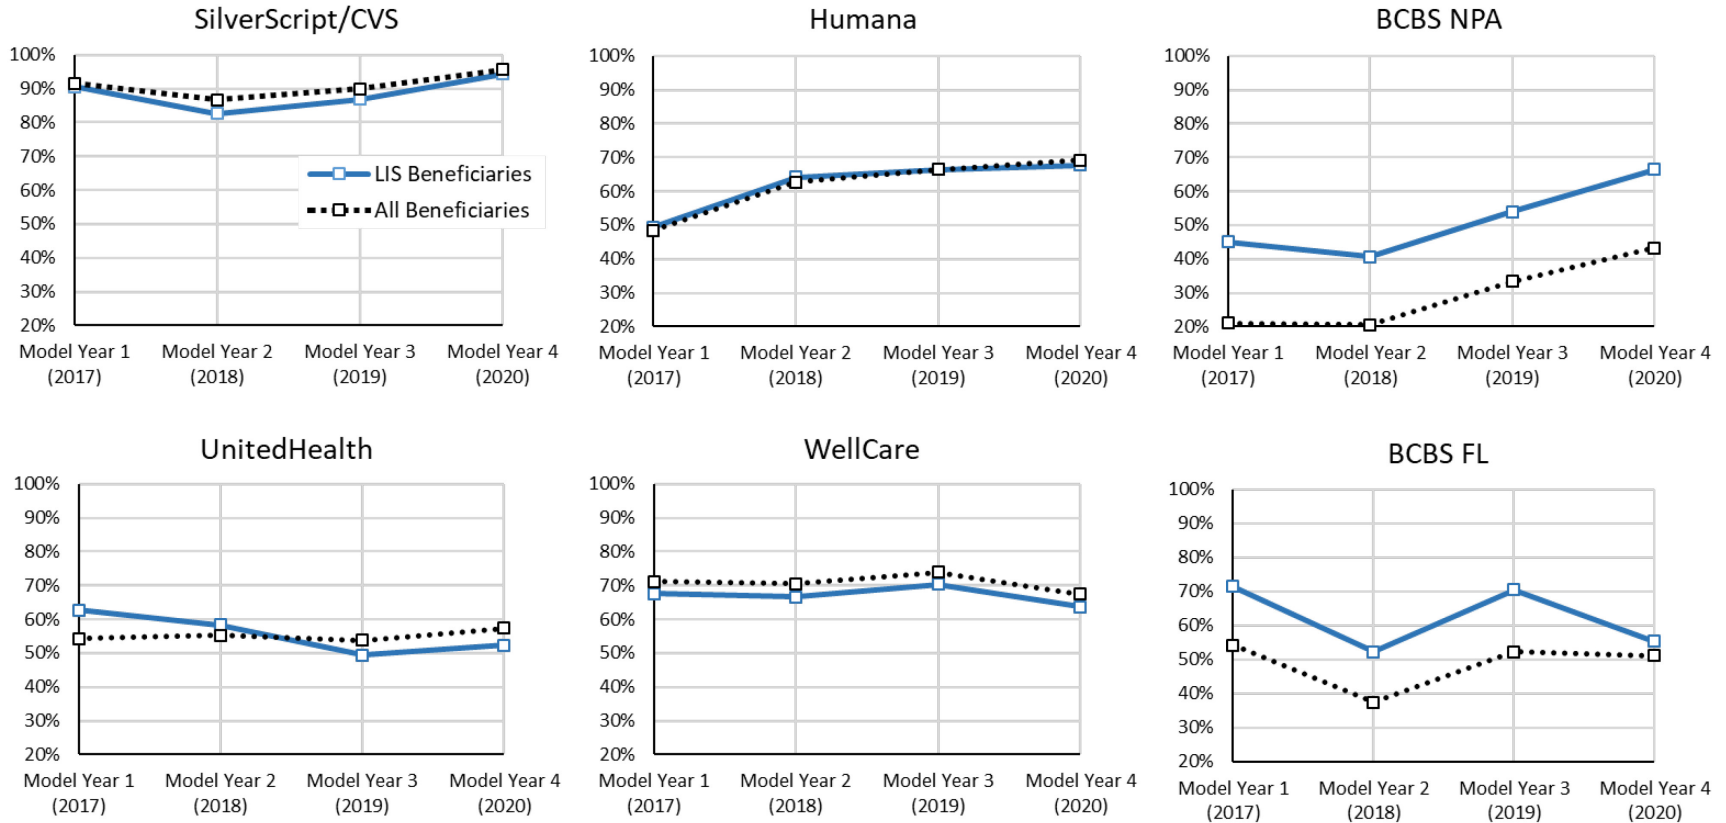 SilverScript/CVS
100%
90%
80%
70%
60%
50%
40%
30%
20%
LIS Beneficiaries
All Beneficiaries
Model Year 1 Model Year 2 Model Year 3 Model Year 4
(2017) (2018) (2019) (2020)
Humana
100%
90%
80%
70%
60%
50%
40%
30%
20%
Model Year 1 Model Year 2 Model Year 3 Model Year 4
(2017) (2018) (2019) (2020)
BCBS NPA
100%
90%
80%
70%
60%
50%
40%
30%
20%
Model Year 1 Model Year 2 Model Year 3 Model Year 4
(2017) (2018) (2019) (2020)
UnitedHealth
100%
90%
80%
70%
60%
50%
40%
30%
20%
Model Year 1 Model Year 2 Model Year 3 Model Year 4
(2017) (2018) (2019) (2020)
WellCare
100%
90%
80%
70%
60%
50%
40%
30%
20%
Model Year 1 Model Year 2 Model Year 3 Model Year 4
(2017) (2018) (2019) (2020)
BCBS FL
100%
90%
80%
70%
60%
50%
40%
30%
20%
Model Year 1 Model Year 2 Model Year 3 Model Year 4
(2017) (2018) (2019) (2020)